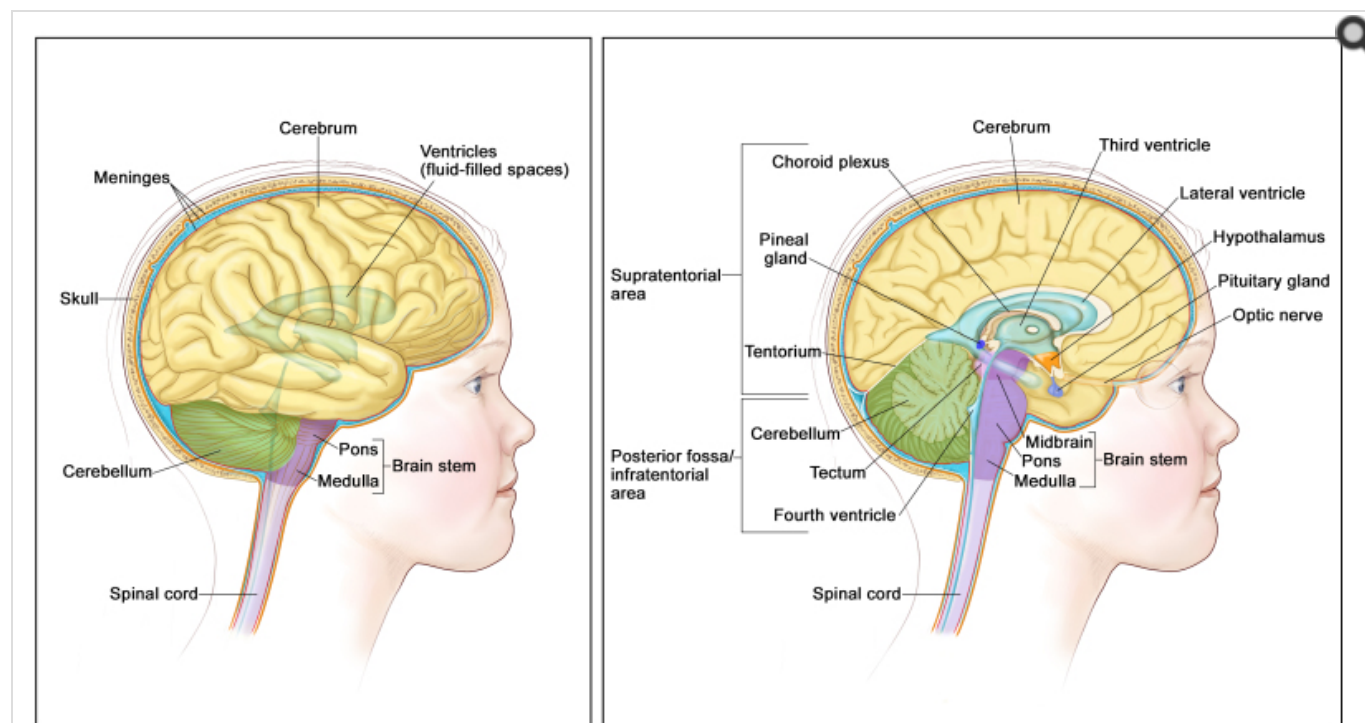 Cerebrum
Ventricles
(fluid-filled spaces)
Meninges
Skull
Pons
Brain stem
Cerebellum
Medulla
Spinal cord
Cerebrum
Third ventricle
Choroid plexus
Lateral ventricle
Pineal
gland
Hypothalamus
Supratentorial
area
Pituitary gland
Optic nerve
Tentorium
Cerebellum
Midbrain
Posterior fossa/
infratentorial
area
Pons
Brain stem
Tectum
Medulla
Fourth ventricle
Spinal cord